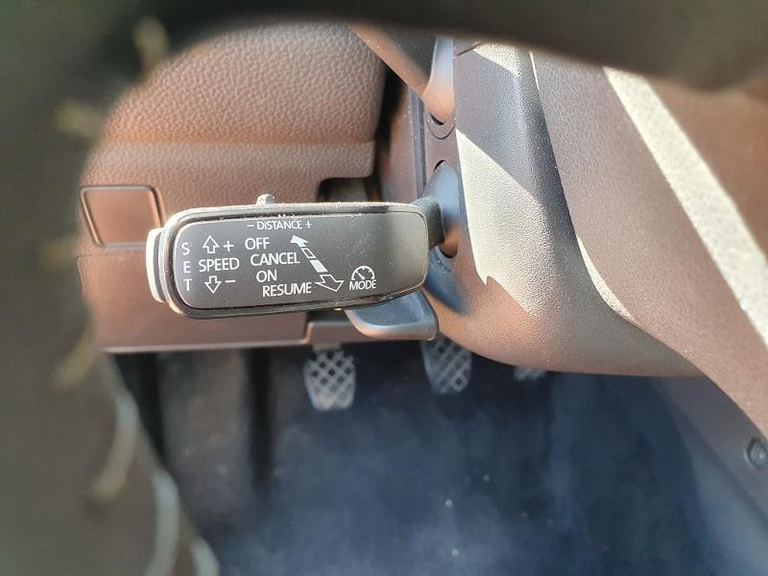 − DISTANCE +
S E T
⇧ +
SPEED
⇩ −
OFF
CANCEL
ON
RESUME
MODE